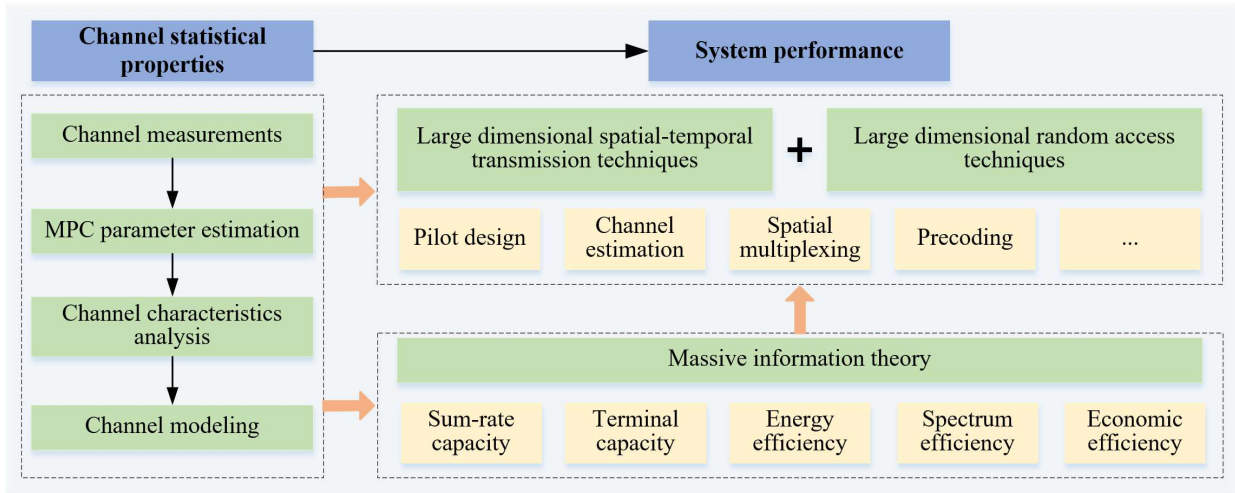 Channel statistical
properties
System performance
Channel measurements
MPC parameter estimation
Channel characteristics
analysis
Channel modeling
Large dimensional spatial-temporal
transmission techniques
+
Large dimensional random access
techniques
Pilot design
Channel
estimation
Spatial
multiplexing
Precoding
...
Massive information theory
Sum-rate
capacity
Terminal
capacity
Energy
efficiency
Spectrum
efficiency
Economic
efficiency